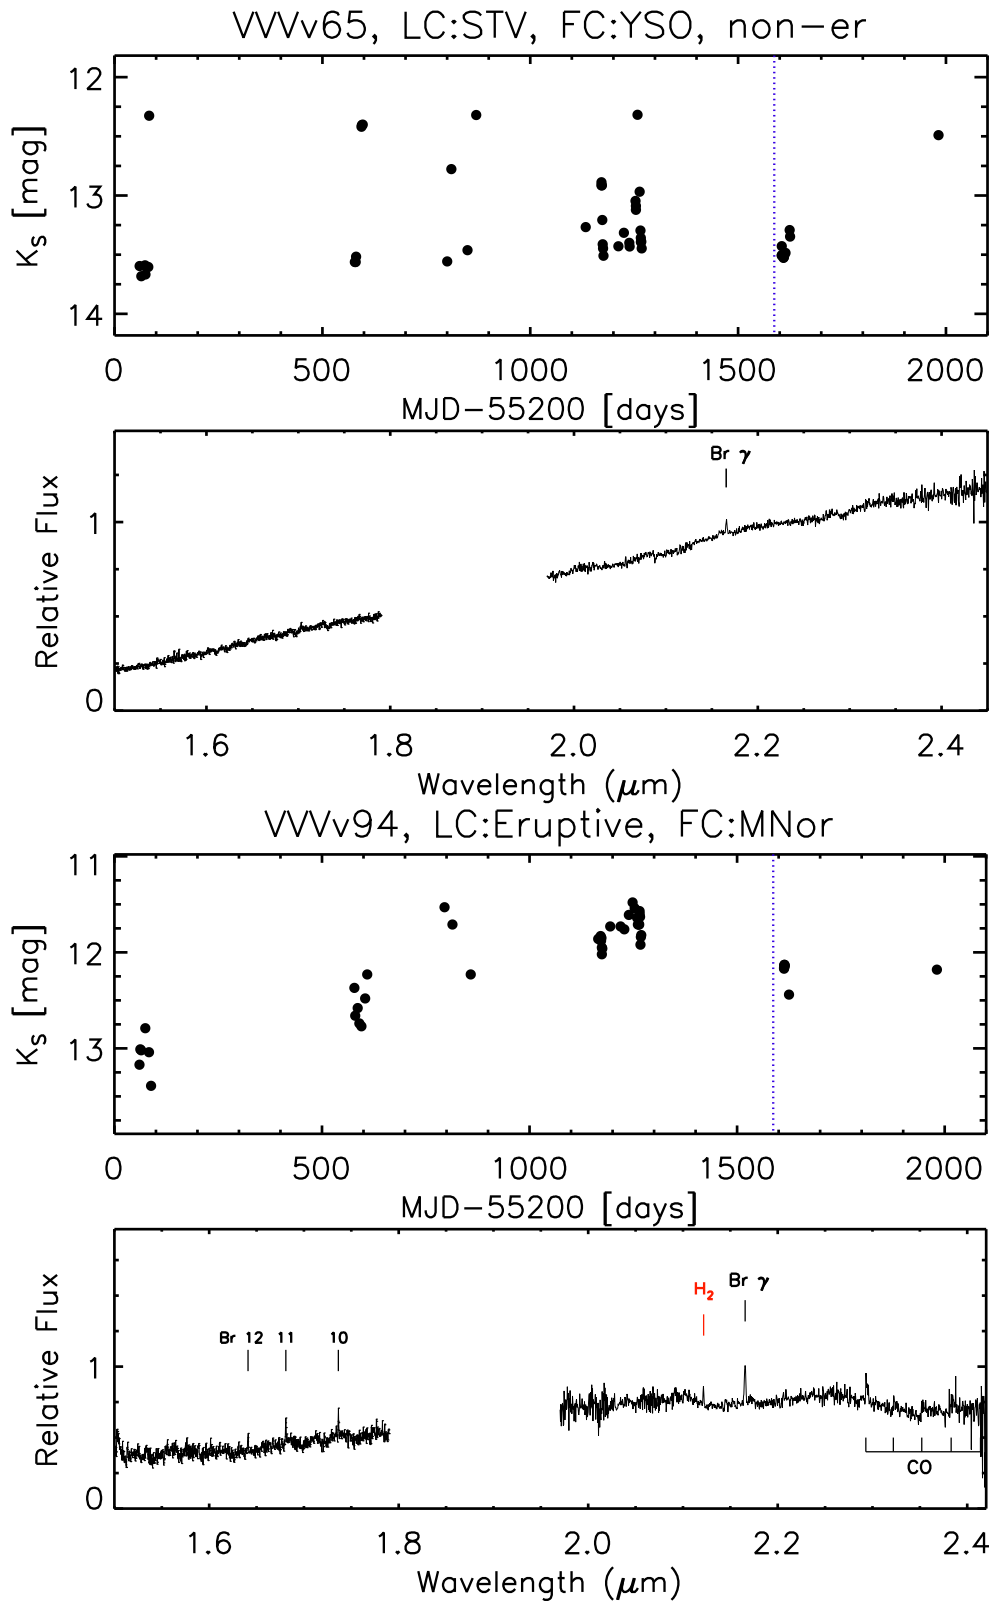 VVVv65, LC:STV, FC:YSO, non-er
12
13
14
K_S [mag]
0 500 1000 1500 2000
MJD-55200 [days]
Br γ
1
0
Relative Flux
1.6 1.8 2.0 2.2 2.4
Wavelength (μm)
VVVv94, LC:Eruptive, FC:MNor
11
12
13
K_S [mag]
0 500 1000 1500 2000
MJD-55200 [days]
H_2 Br γ
Br 12 11 10
1
CO
0
Relative Flux
1.6 1.8 2.0 2.2 2.4
Wavelength (μm)